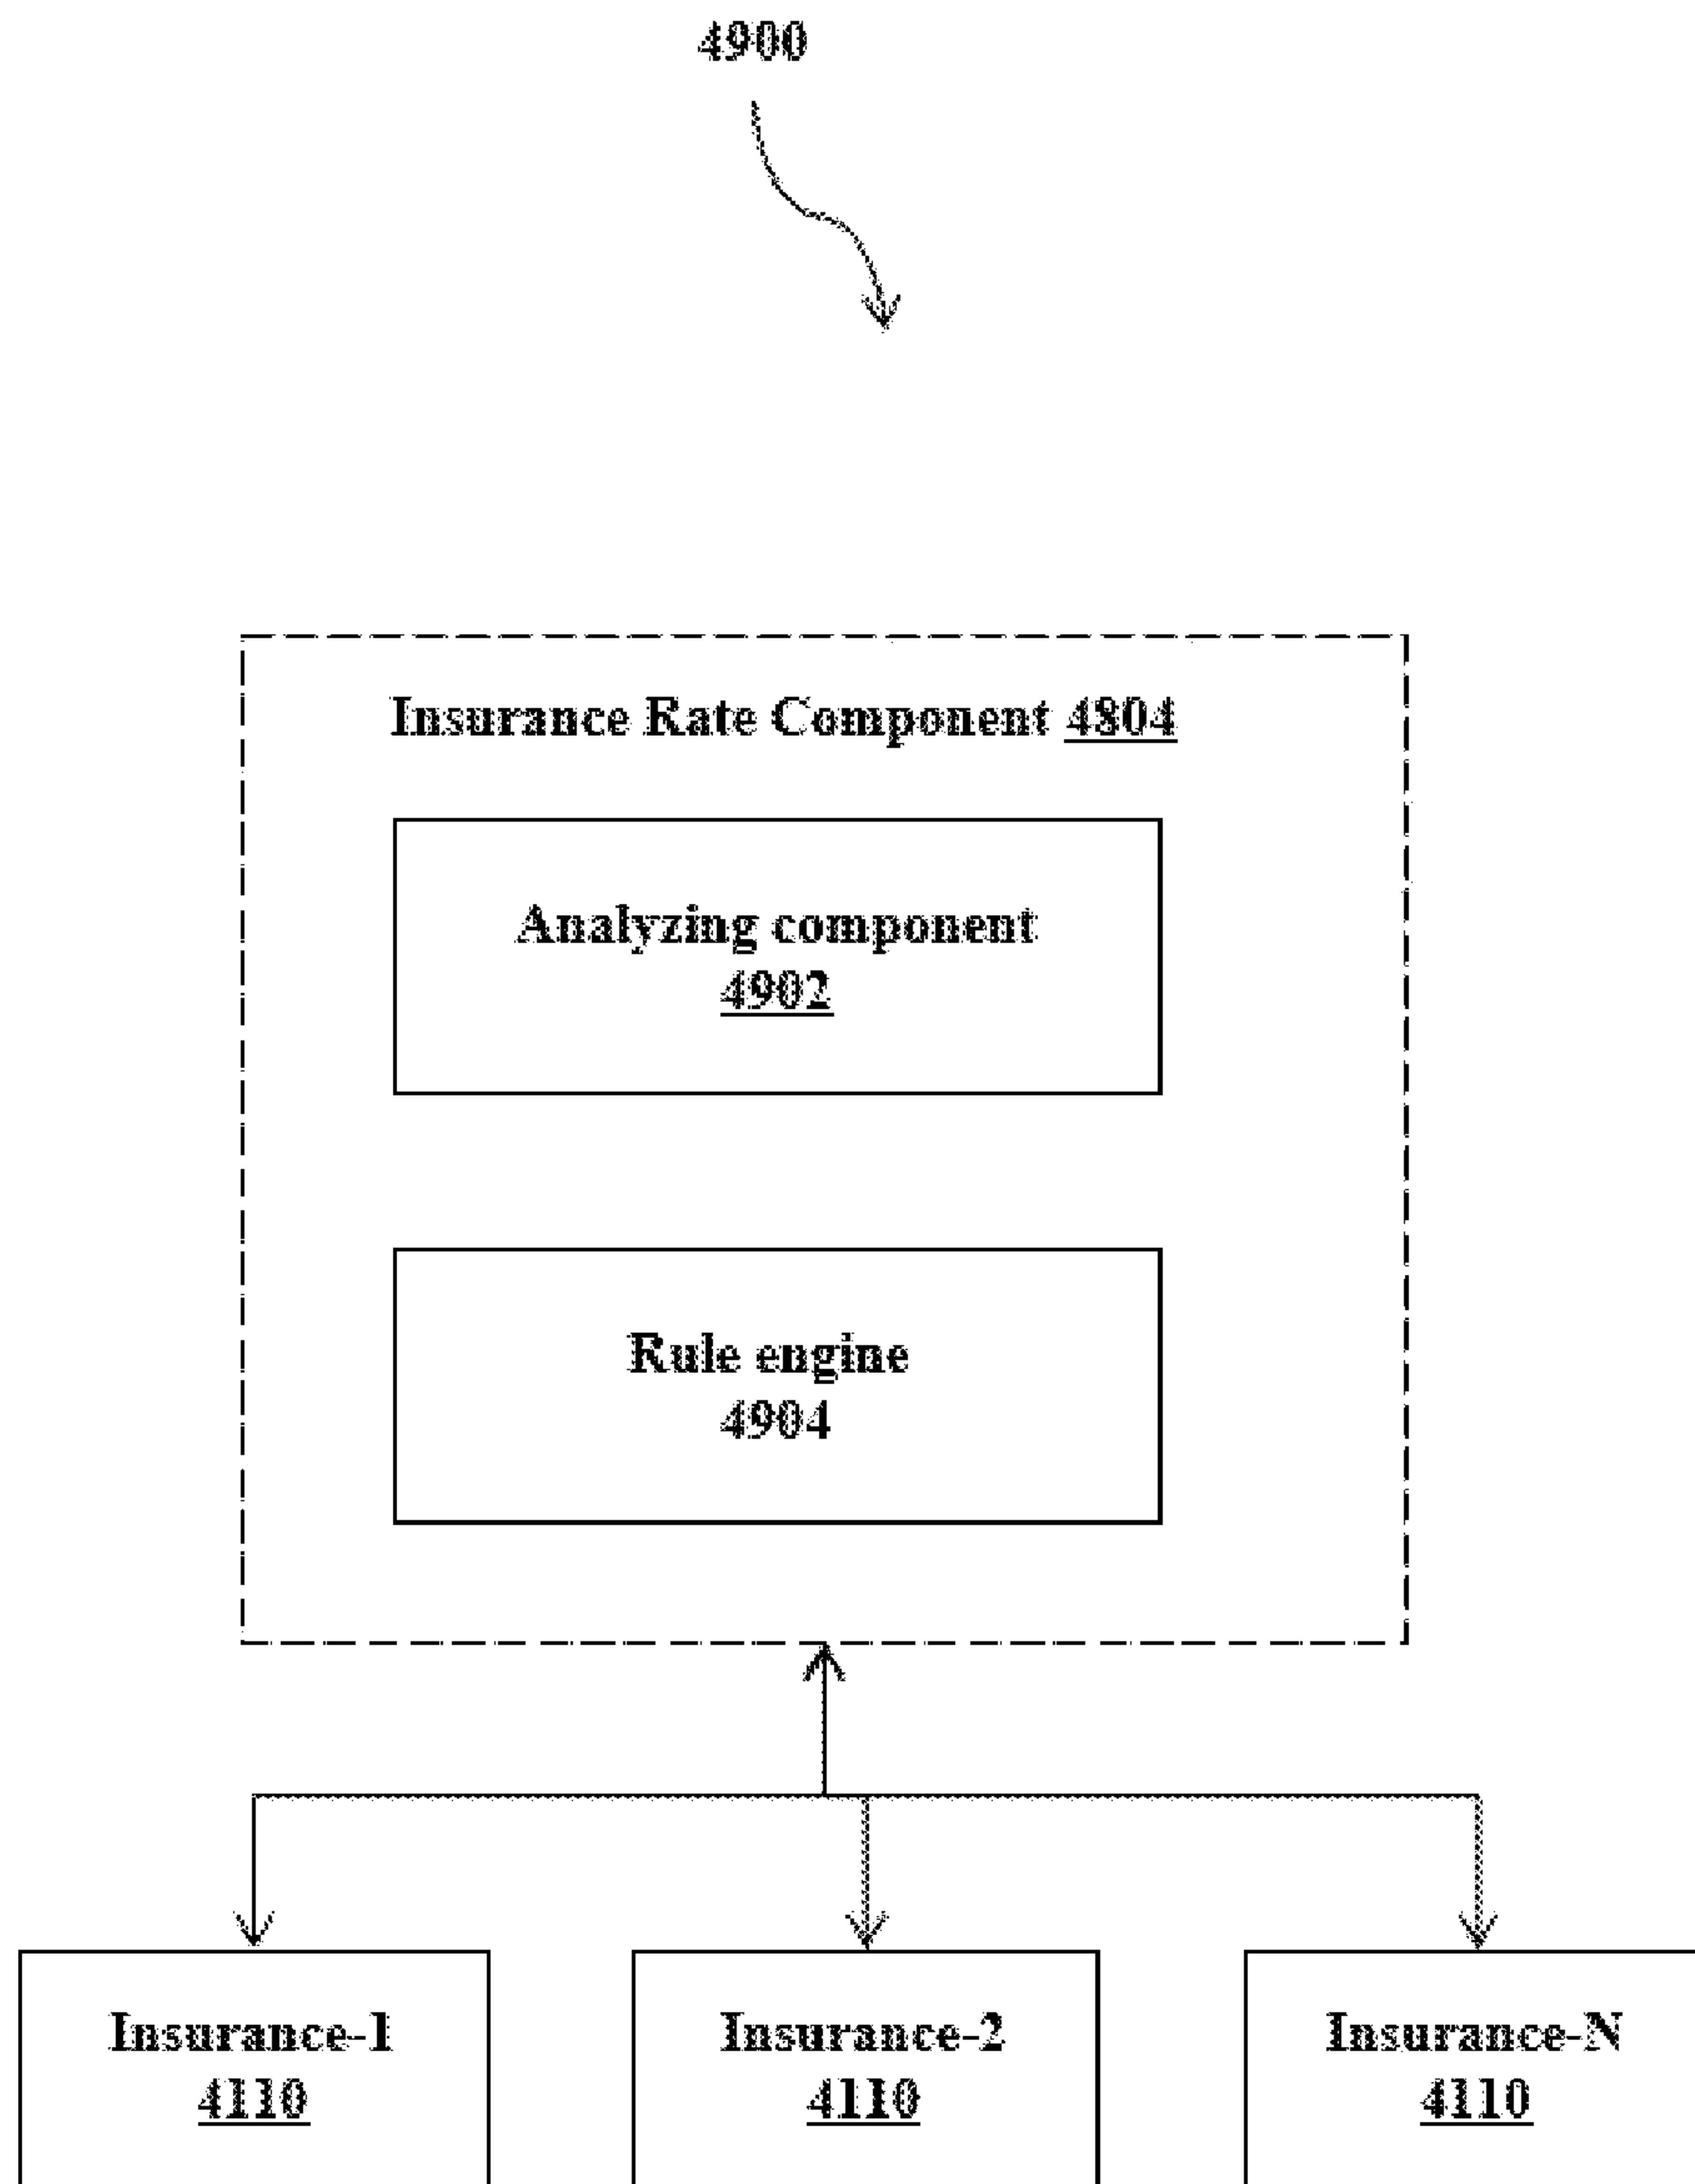 4900
Insurance Rate Component 4804
Analyzing component
4902
Rule engine
4904
Insurance-1
4110
Insurance-2
4110
Insurance-N
4110